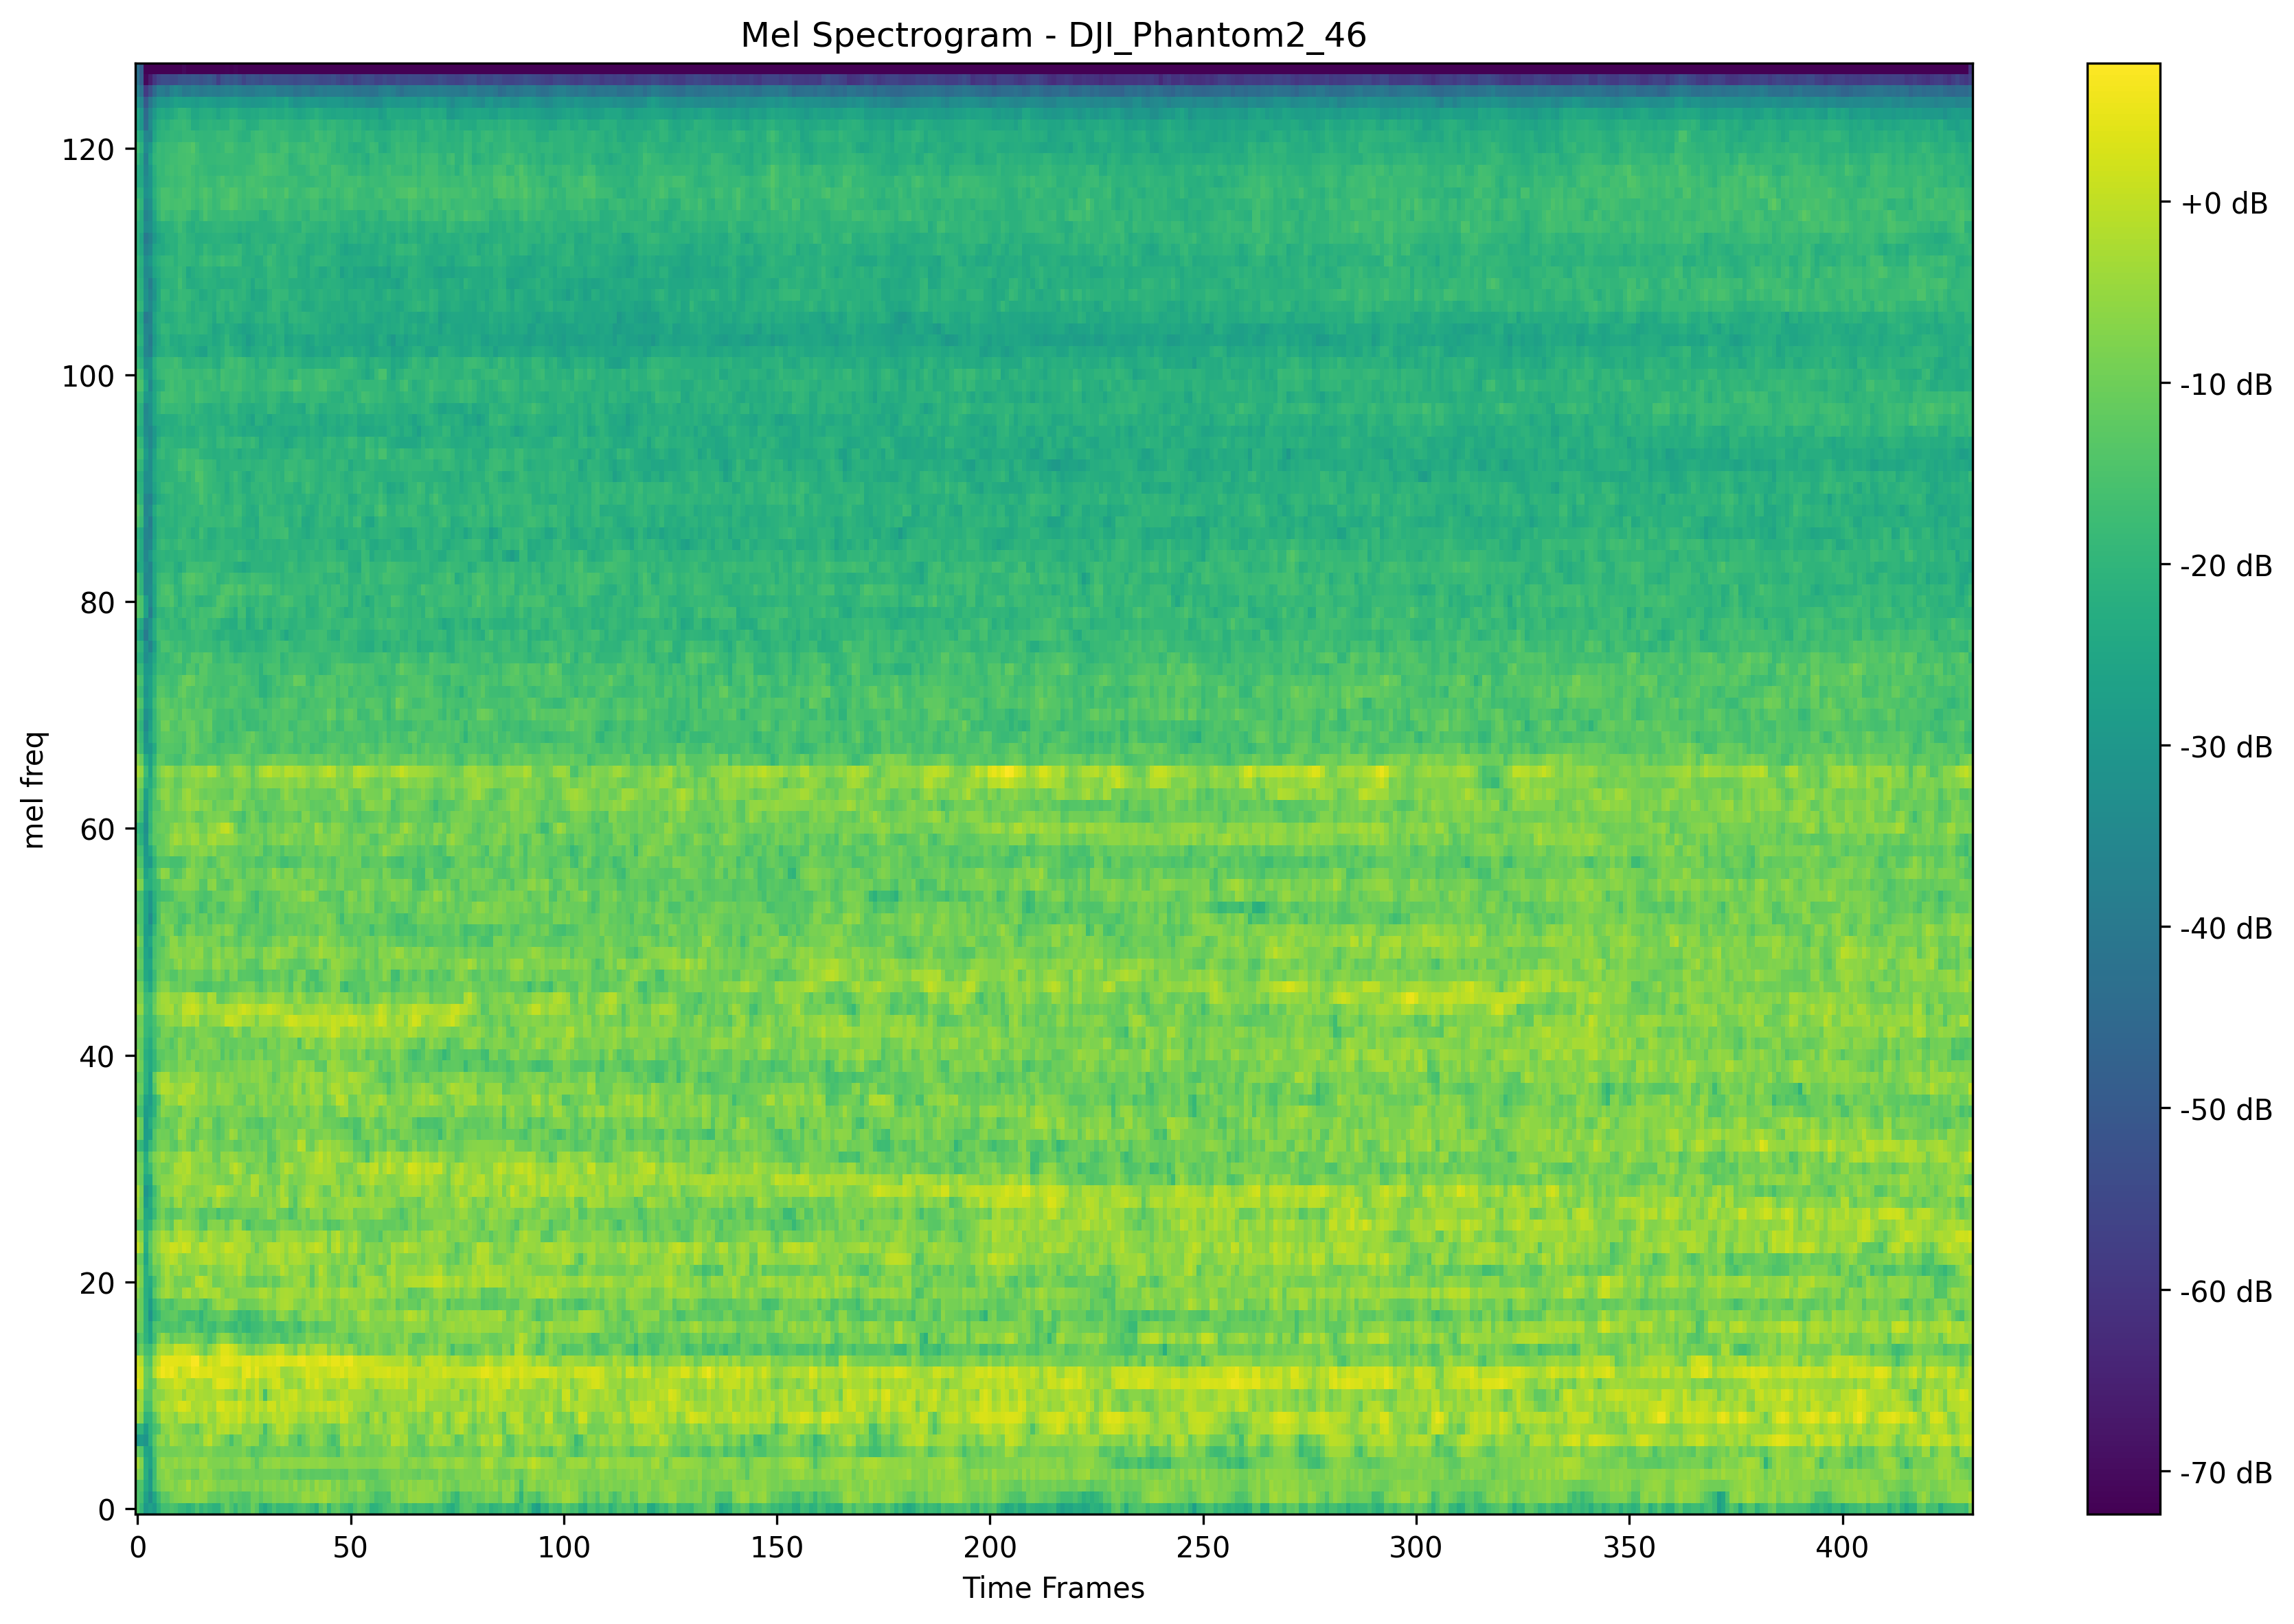 Mel Spectrogram - DJI_Phantom2_46
mel freq
120
100
80
60
40
20
0
0 50 100 150 200 250 300 350 400
Time Frames
+0 dB
-10 dB
-20 dB
-30 dB
-40 dB
-50 dB
-60 dB
-70 dB